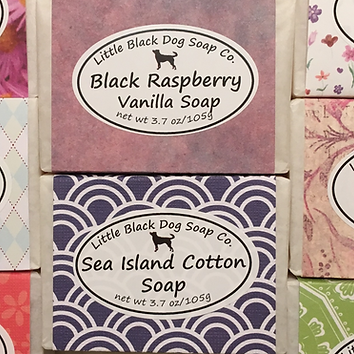 Little Black Dog Soap Co.
Black Raspberry
Vanilla Soap
net wt 3.7 oz/105g
Little Black Dog Soap Co.
Sea Island Cotton
Soap
net wt 3.7 oz/105g